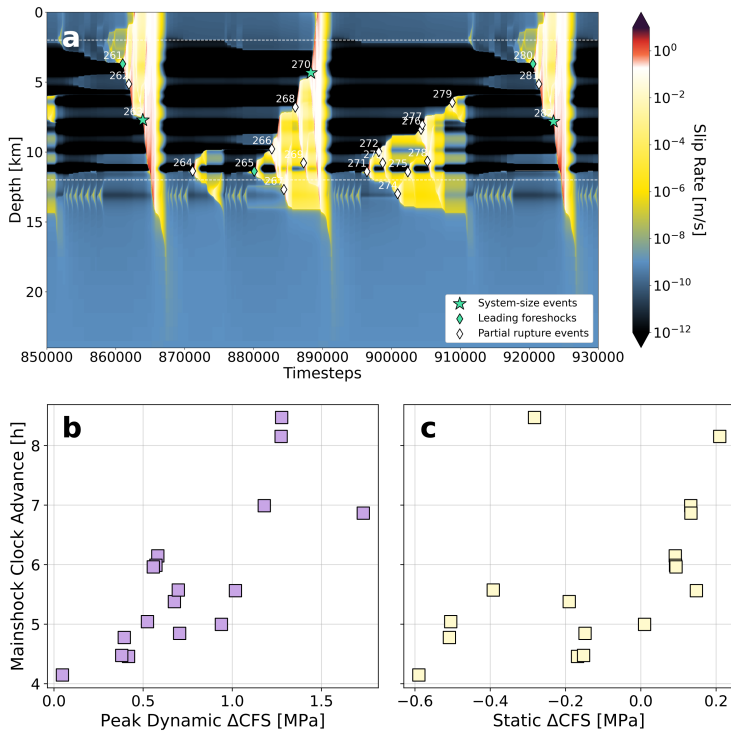 a
0
5
10
15
20
Depth [km]
850000 860000 870000 880000 890000 900000 910000 920000 930000
Timesteps
261
262
264
265
266
268
270
271
272
275
276
277
278
279
280
281
System-size events
Leading foreshocks
Partial rupture events
10⁰
10⁻²
10⁻⁴
10⁻⁶
10⁻⁸
10⁻¹⁰
10⁻¹²
Slip Rate [m/s]
b
8
7
6
5
4
Mainshock Clock Advance [h]
0.0 0.5 1.0 1.5
Peak Dynamic ΔCFS [MPa]
c
−0.6 −0.4 −0.2 0.0 0.2
Static ΔCFS [MPa]